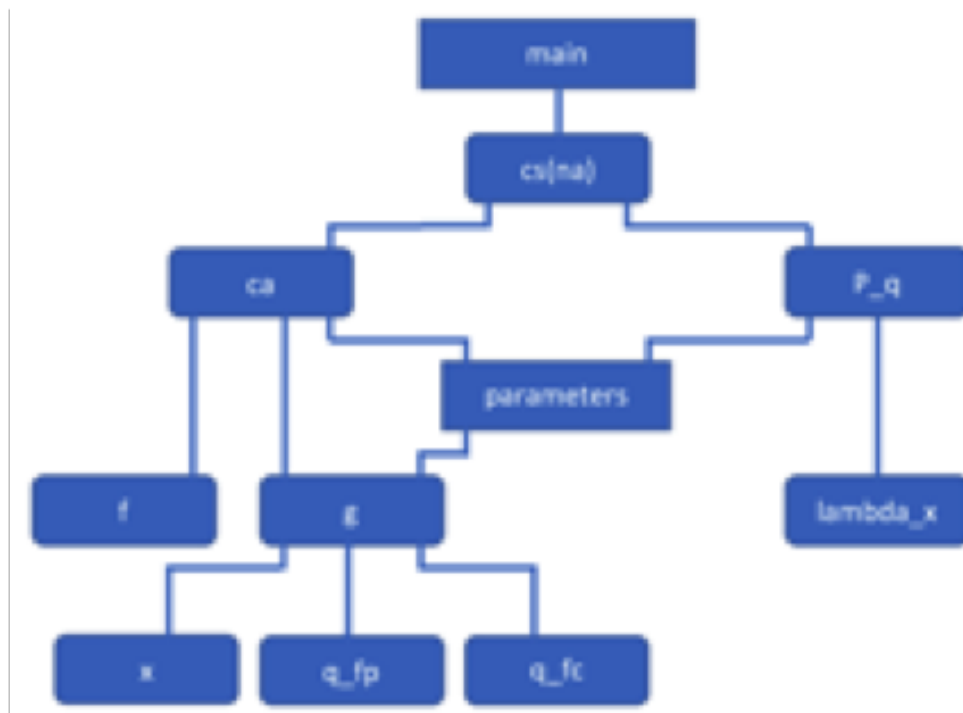 main
cs(na)
ca
P_q
parameters
f
g
lambda_x
x
q_fp
q_fc